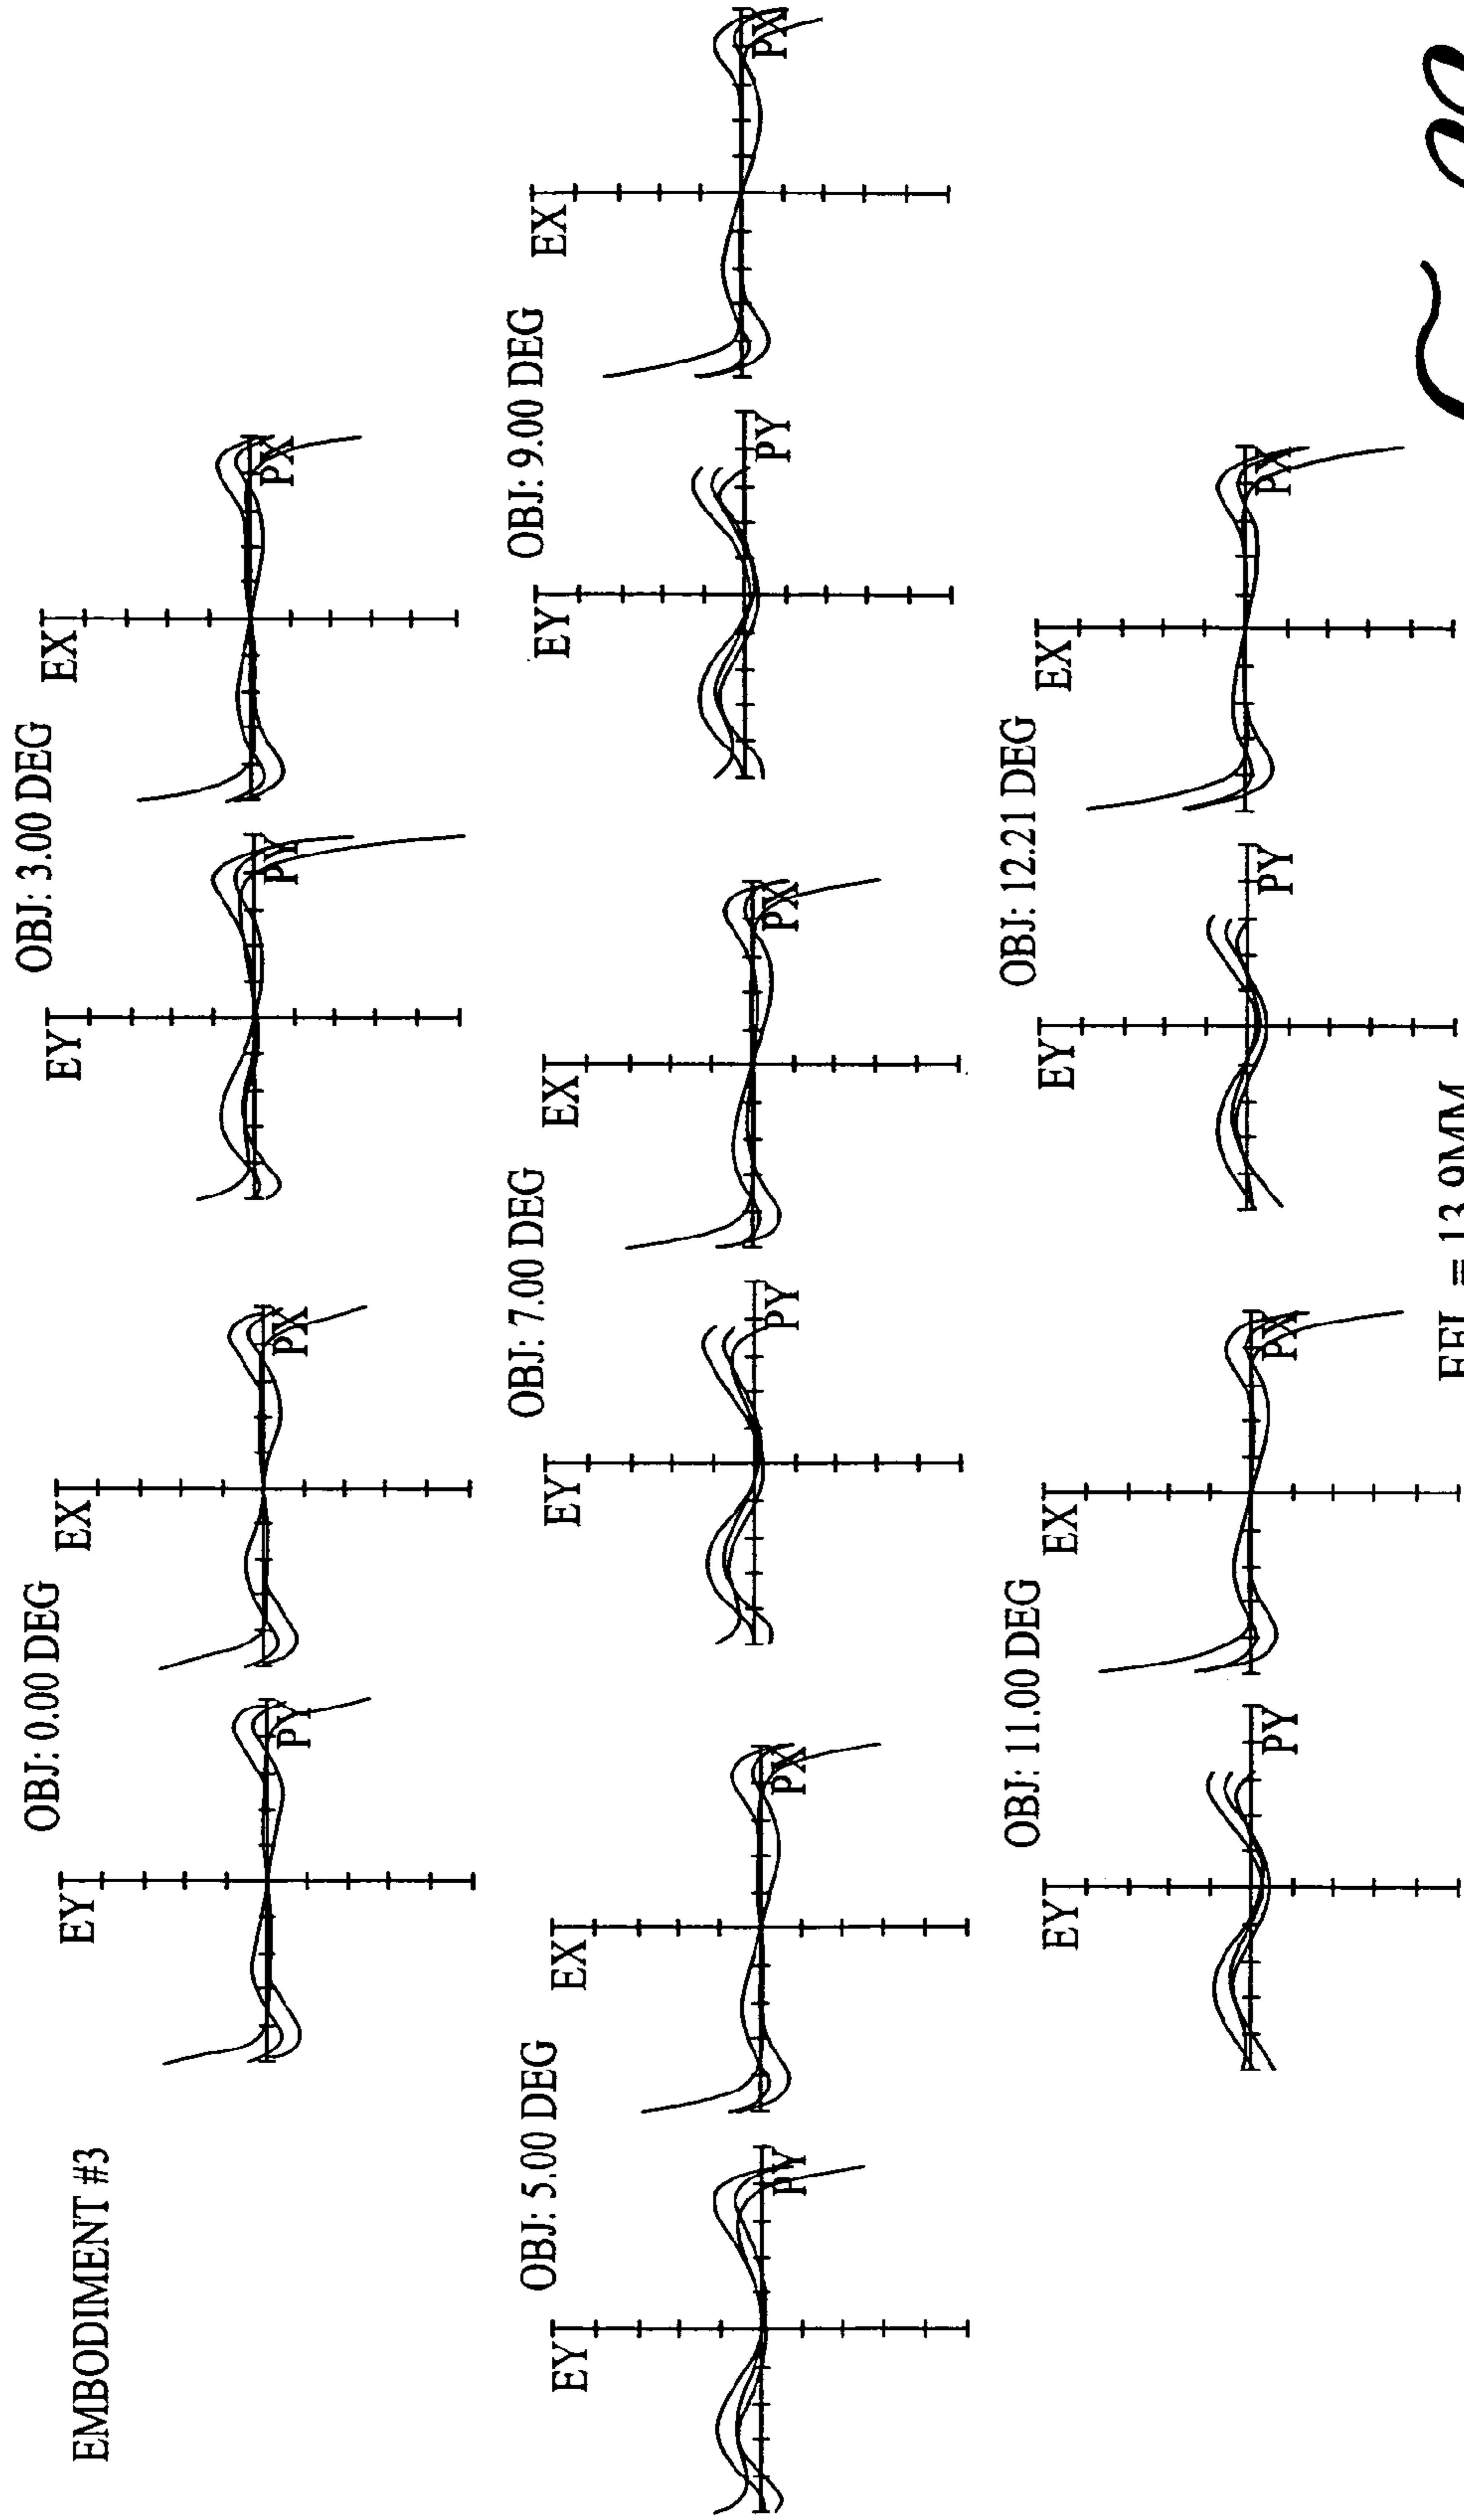 EMBODIMENT #3
OBJ: 0.00 DEG
OBJ: 3.00 DEG
EY
EX
EY
EX
PY
PX
PY
PX
OBJ: 5.00 DEG
OBJ: 7.00 DEG
OBJ: 9.00 DEG
EY
EX
EY
EX
EY
EX
PY
PX
PY
PX
PY
PX
OBJ: 11.00 DEG
OBJ: 12.21 DEG
EY
EX
EY
EX
PY
PX
PY
PX
EFL = 13.9MM